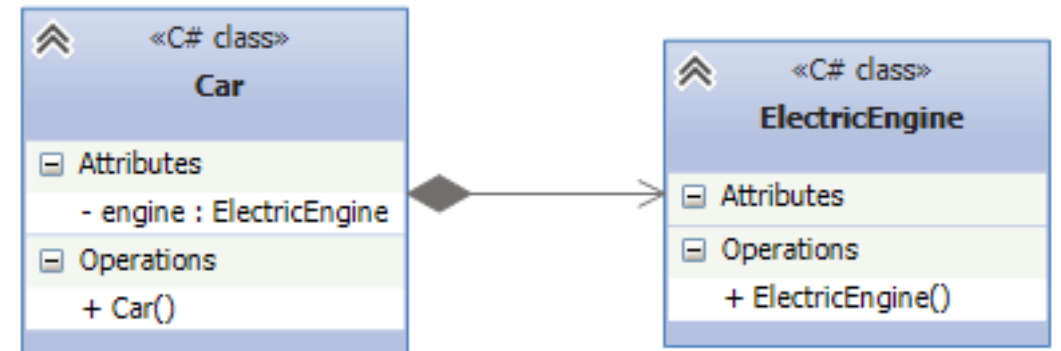 «C# class»
Car
Attributes
- engine : ElectricEngine
Operations
+ Car()
«C# class»
ElectricEngine
Attributes
Operations
+ ElectricEngine()